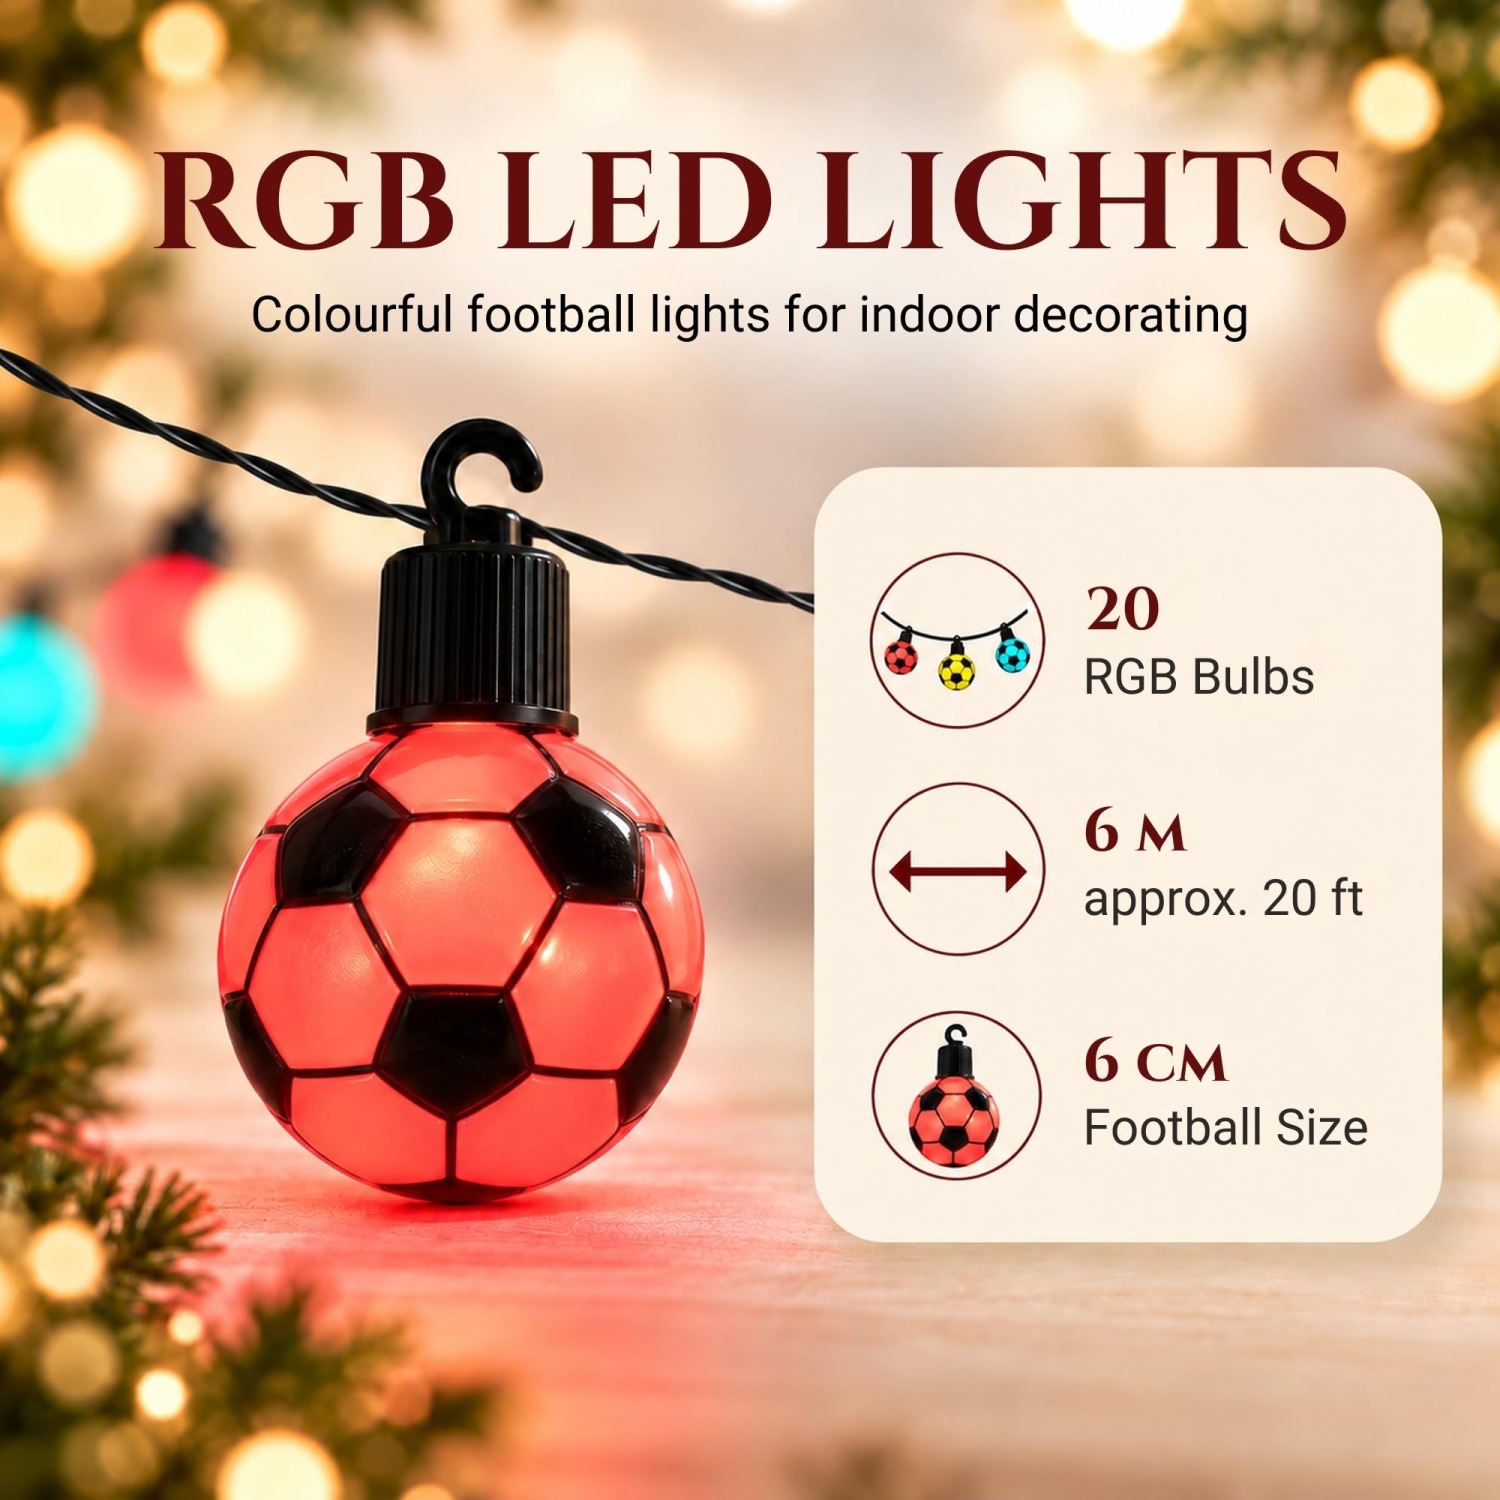 RGB LED LIGHTS
Colourful football lights for indoor decorating
20
RGB Bulbs
6 M
approx. 20 ft
6 CM
Football Size